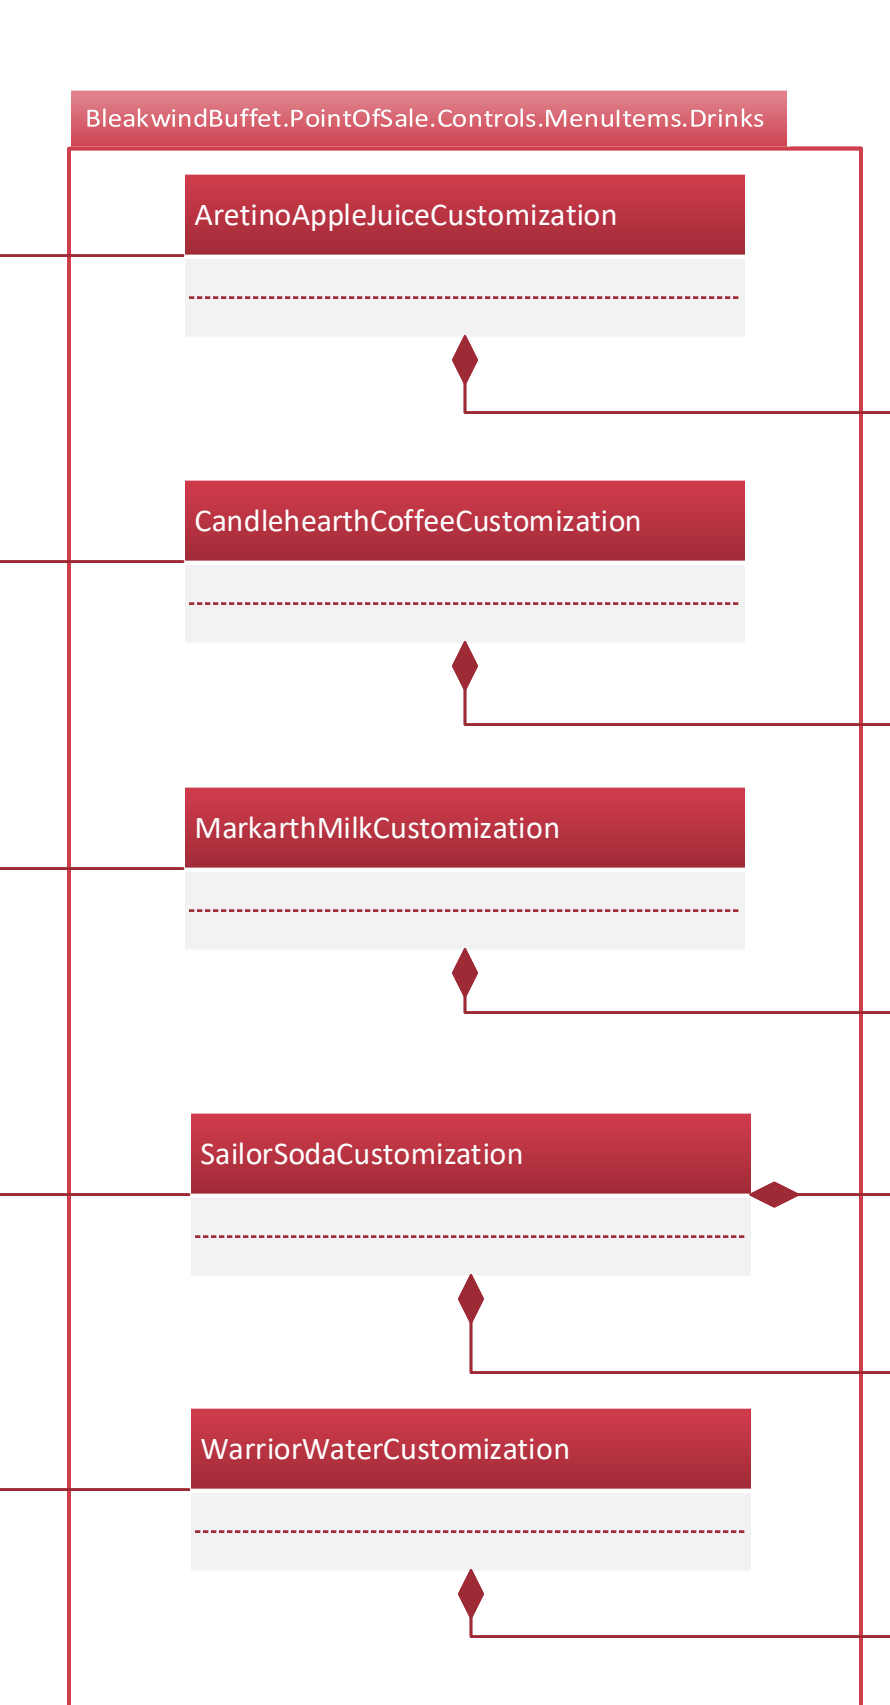 BleakwindBuffet.PointOfSale.Controls.MenuItems.Drinks
AretinoAppleJuiceCustomization
CandlehearthCoffeeCustomization
MarkarthMilkCustomization
SailorSodaCustomization
WarriorWaterCustomization